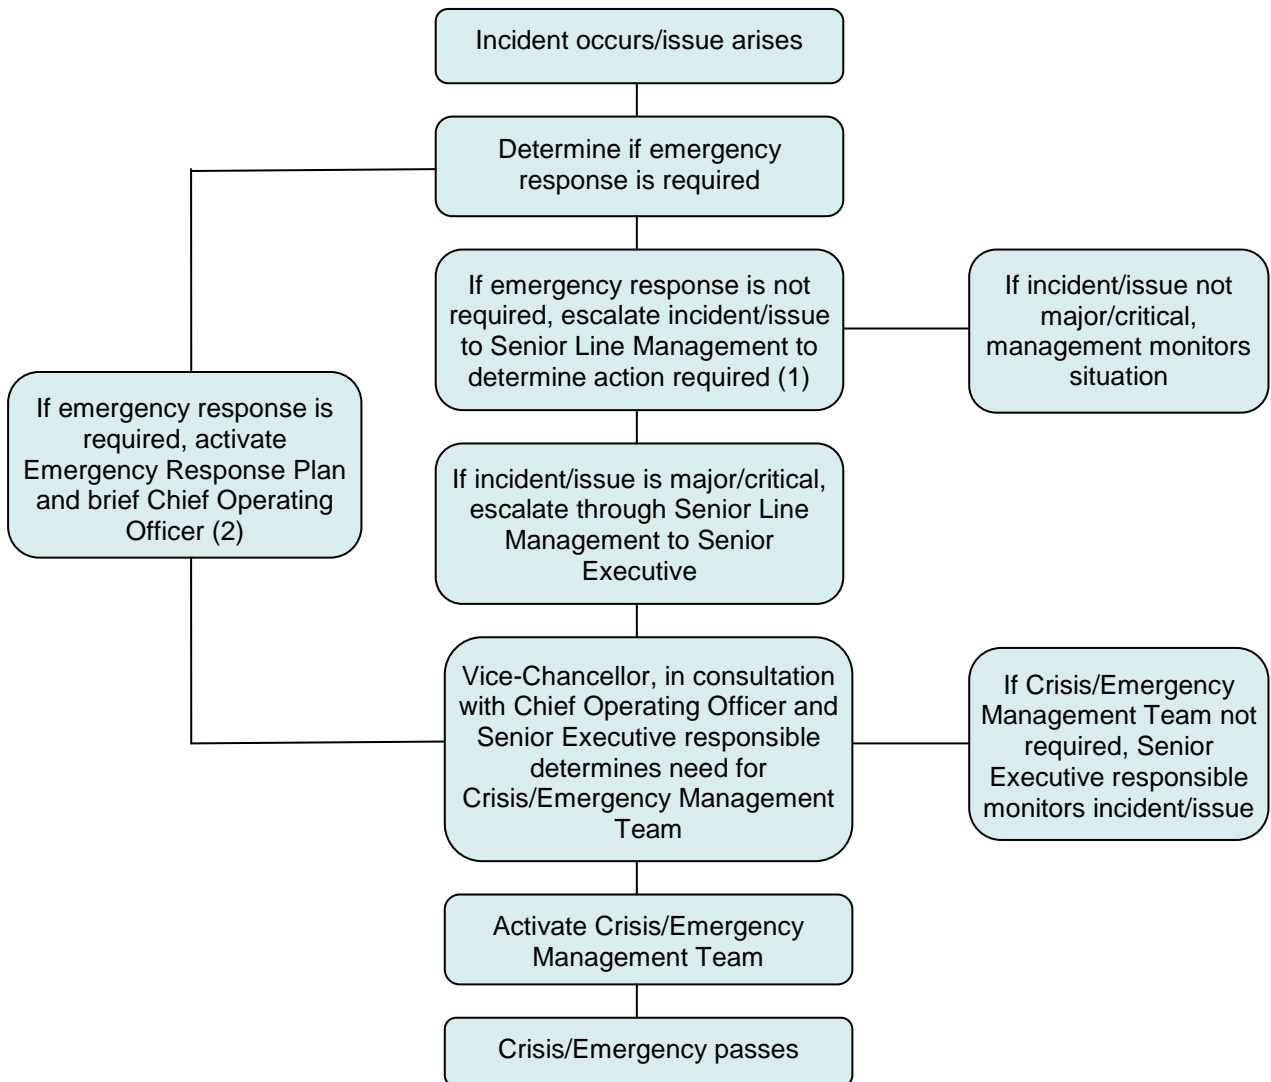 Incident occurs/issue arises
Determine if emergency
response is required
If emergency response is not
required, escalate incident/issue
to Senior Line Management to
determine action required (1)
If incident/issue not
major/critical,
management monitors
situation
If emergency response is
required, activate
Emergency Response Plan
and brief Chief Operating
Officer (2)
If incident/issue is major/critical,
escalate through Senior Line
Management to Senior
Executive
Vice-Chancellor, in consultation
with Chief Operating Officer and
Senior Executive responsible
determines need for
Crisis/Emergency Management
Team
If Crisis/Emergency
Management Team not
required, Senior
Executive responsible
monitors incident/issue
Activate Crisis/Emergency
Management Team
Crisis/Emergency passes